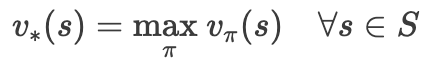 v_*(s) = max_π v_π(s) ∀s ∈ S